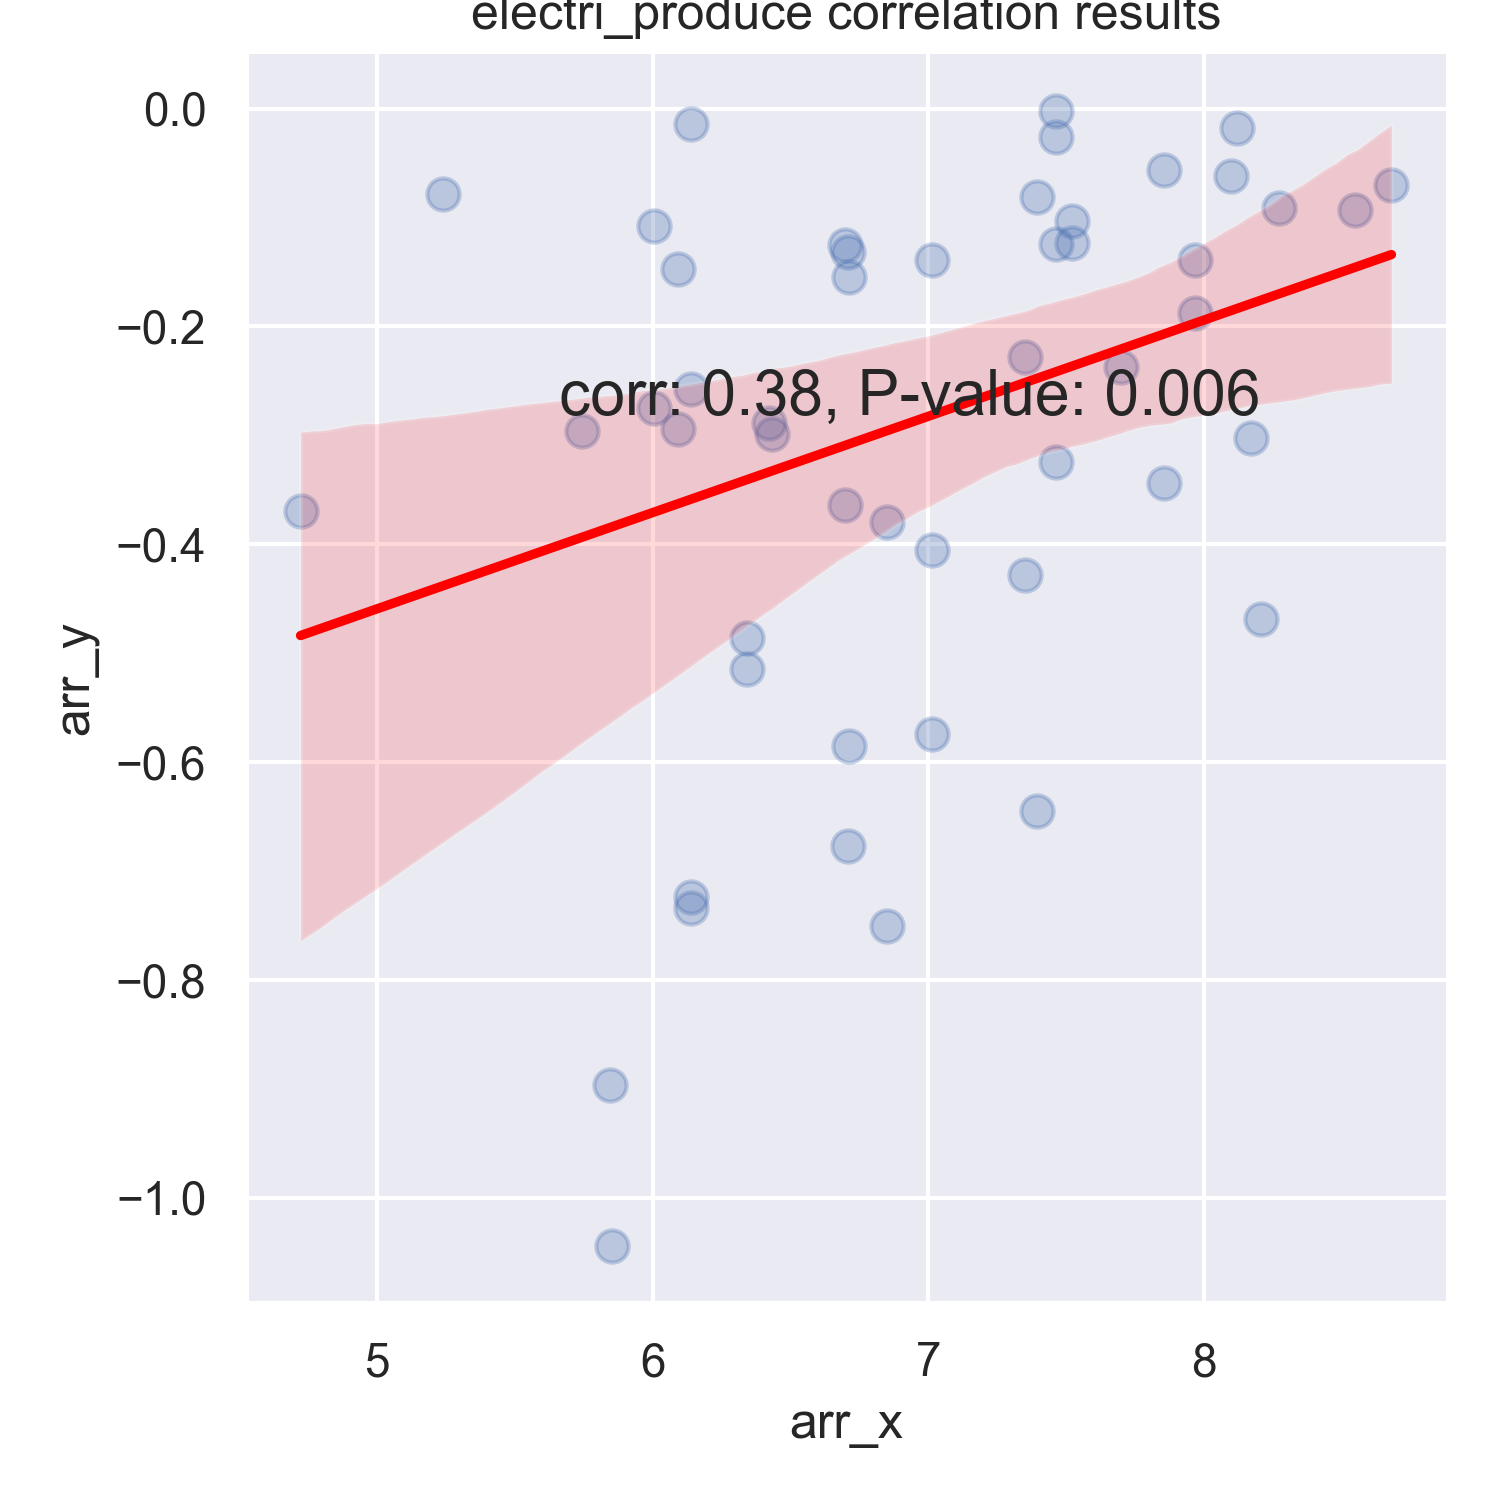 electri_produce correlation results
0.0
−0.2
corr: 0.38, P-value: 0.006
−0.4
arr_y
−0.6
−0.8
−1.0
5 6 7 8
arr_x